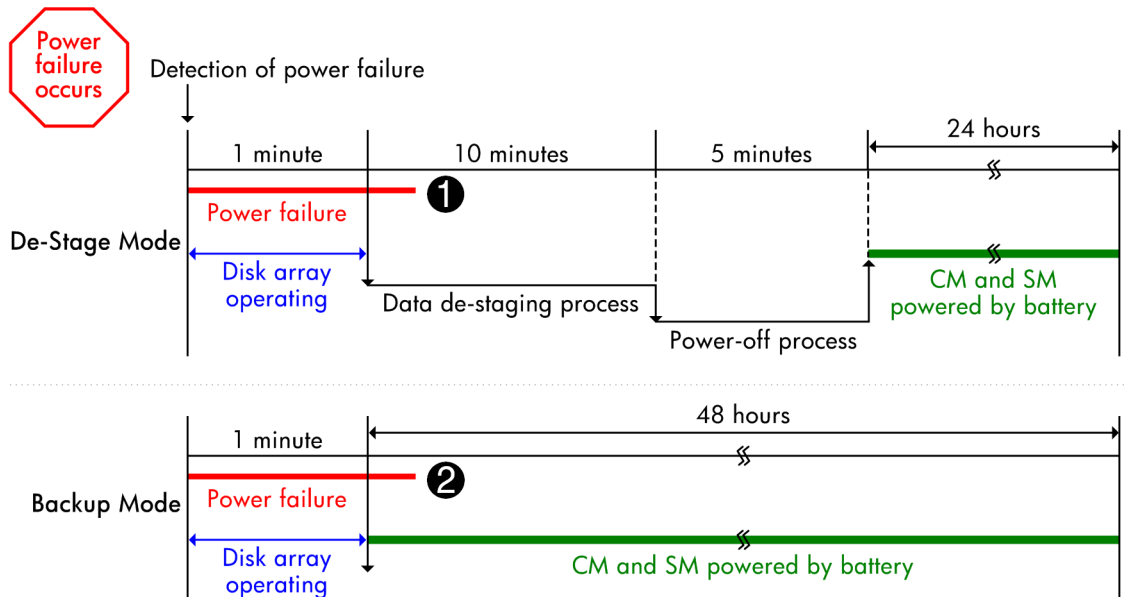 Power
failure
occurs
Detection of power failure
24 hours
1 minute
10 minutes
5 minutes
1
Power failure
De-Stage Mode
Disk array
operating
Data de-staging process
CM and SM
powered by battery
Power-off process
48 hours
1 minute
2
Power failure
Backup Mode
Disk array
operating
CM and SM powered by battery